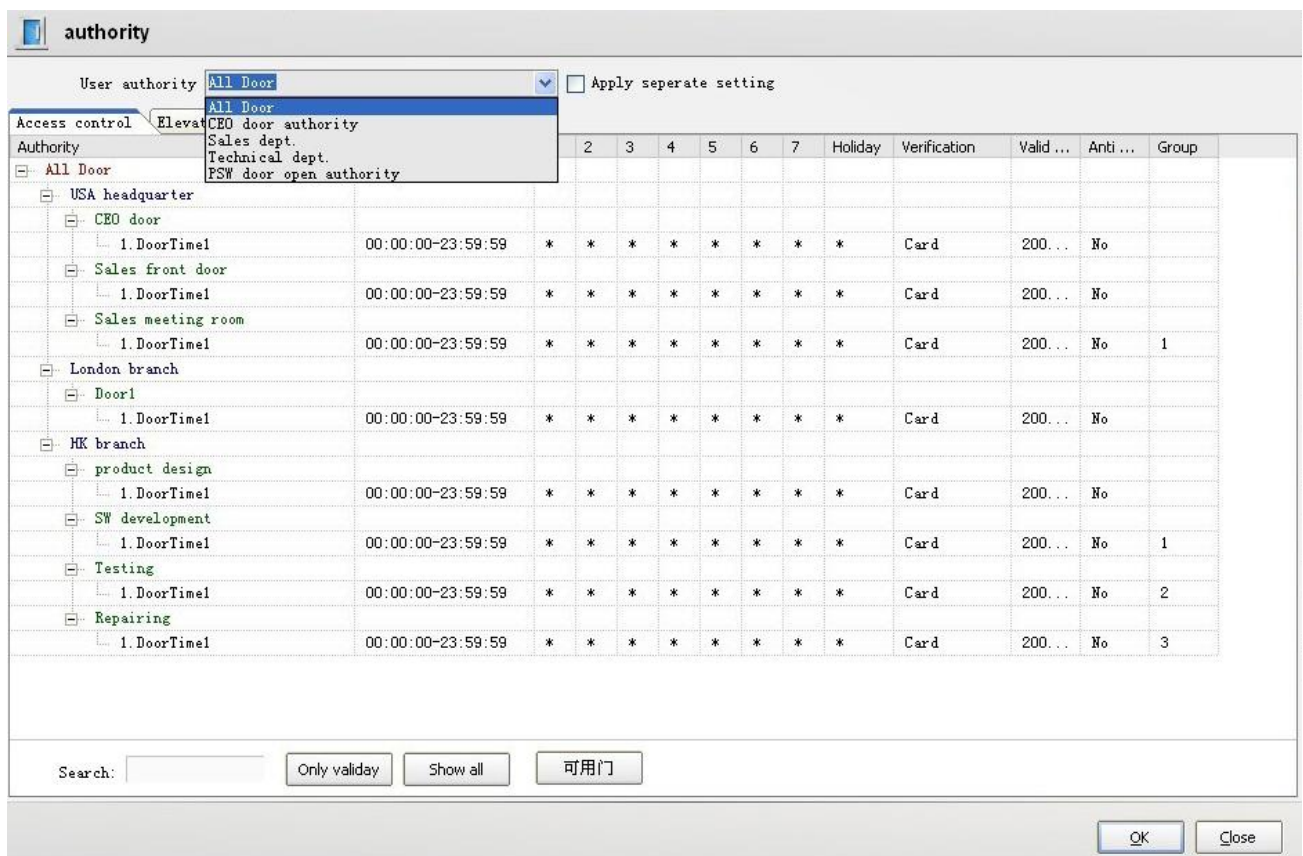 authority
User authority All Door Apply seperate setting
All Door
CEO door authority
Sales dept.
Technical dept.
PSW door open authority
Access control Elevat
Authority 2 3 4 5 6 7 Holiday Verification Valid ... Anti ... Group
All Door
USA headquarter
CEO door
1.DoorTime1 00:00:00-23:59:59 * * * * * * * * Card 200... No
Sales front door
1.DoorTime1 00:00:00-23:59:59 * * * * * * * * Card 200... No
Sales meeting room
1.DoorTime1 00:00:00-23:59:59 * * * * * * * * Card 200... No 1
London branch
Door1
1.DoorTime1 00:00:00-23:59:59 * * * * * * * * Card 200... No
HK branch
product design
1.DoorTime1 00:00:00-23:59:59 * * * * * * * * Card 200... No
SW development
1.DoorTime1 00:00:00-23:59:59 * * * * * * * * Card 200... No 1
Testing
1.DoorTime1 00:00:00-23:59:59 * * * * * * * * Card 200... No 2
Repairing
1.DoorTime1 00:00:00-23:59:59 * * * * * * * * Card 200... No 3
Search: Only validay Show all 可用门
OK Close